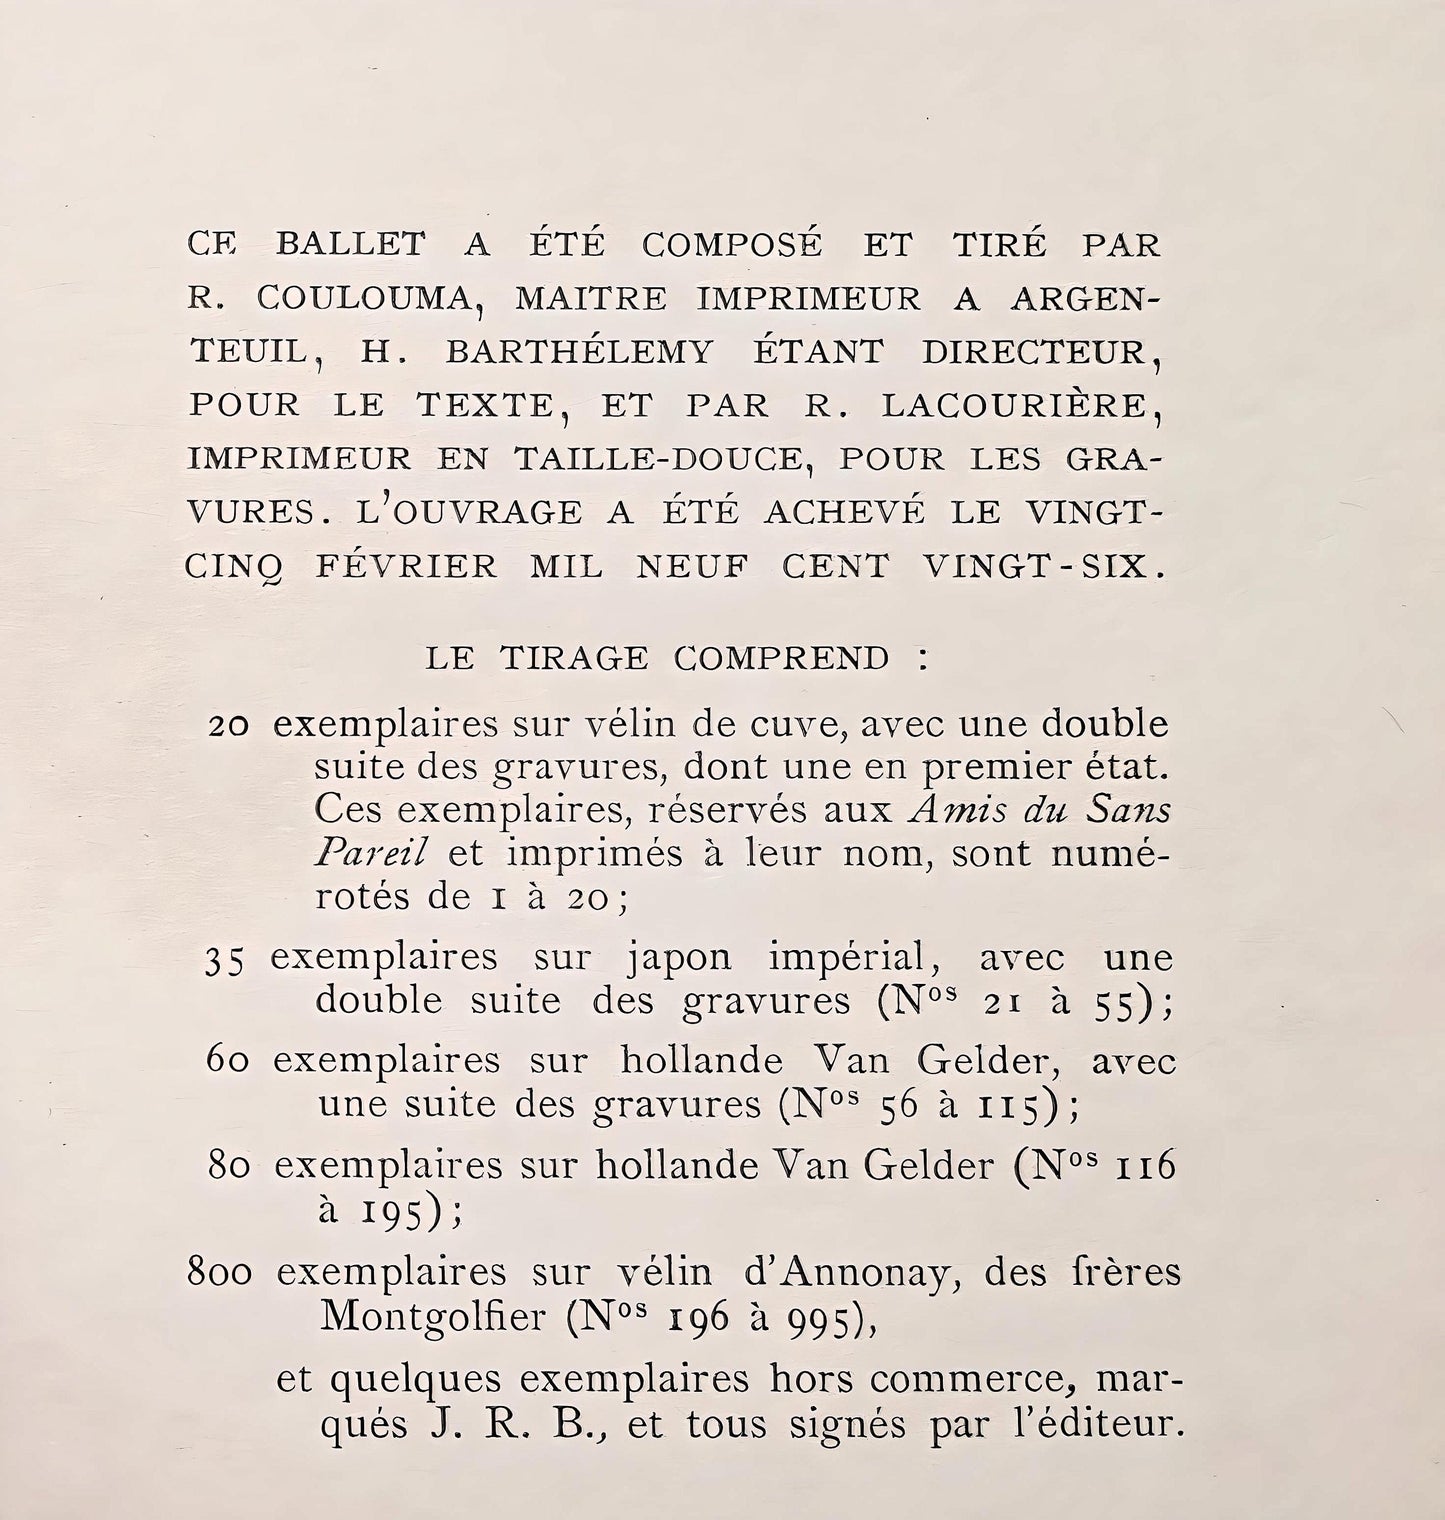 CE BALLET A ÉTÉ COMPOSÉ ET TIRÉ PAR
R. COULOUMA, MAITRE IMPRIMEUR A ARGEN-
TEUIL, H. BARTHÉLEMY ÉTANT DIRECTEUR,
POUR LE TEXTE, ET PAR R. LACOURIÈRE,
IMPRIMEUR EN TAILLE-DOUCE, POUR LES GRA-
VURES. L'OUVRAGE A ÉTÉ ACHEVÉ LE VINGT-
CINQ FÉVRIER MIL NEUF CENT VINGT-SIX.
LE TIRAGE COMPREND :
20 exemplaires sur vélin de cuve, avec une double
suite des gravures, dont une en premier état.
Ces exemplaires, réservés aux Amis du Sans
Pareil et imprimés à leur nom, sont numé-
rotés de 1 à 20;
35 exemplaires sur japon impérial, avec une
double suite des gravures (Nos 21 à 55);
60 exemplaires sur hollande Van Gelder, avec
une suite des gravures (Nos 56 à 115);
80 exemplaires sur hollande Van Gelder (Nos 116
à 195);
800 exemplaires sur vélin d'Annonay, des frères
Montgolfier (Nos 196 à 995),
et quelques exemplaires hors commerce, mar-
qués J. R. B., et tous signés par l'éditeur.